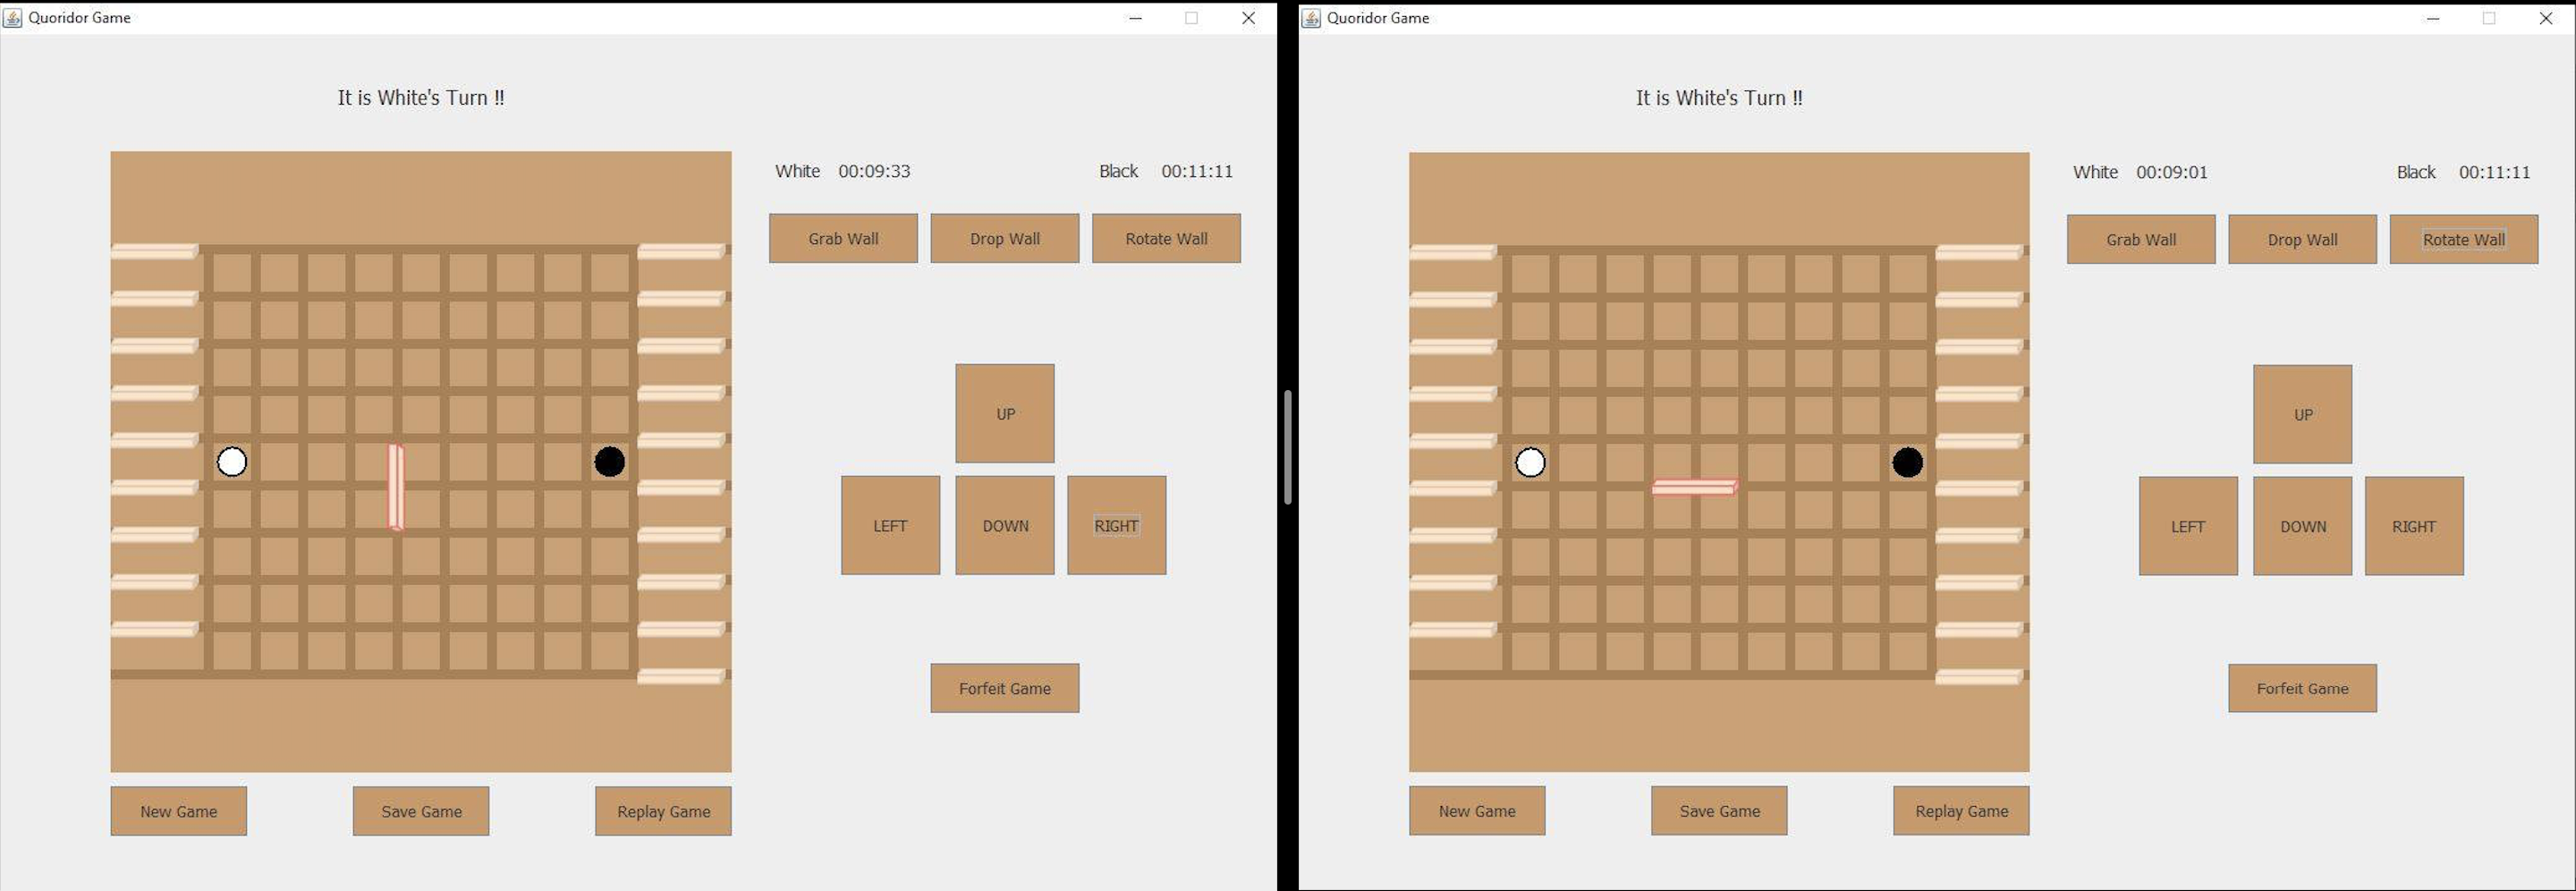 Quoridor Game
It is White's Turn !!
White 00:09:33 Black 00:11:11
Grab Wall Drop Wall Rotate Wall
UP
LEFT DOWN RIGHT
Forfeit Game
New Game Save Game Replay Game
Quoridor Game
It is White's Turn !!
White 00:09:01 Black 00:11:11
Grab Wall Drop Wall Rotate Wall
UP
LEFT DOWN RIGHT
Forfeit Game
New Game Save Game Replay Game